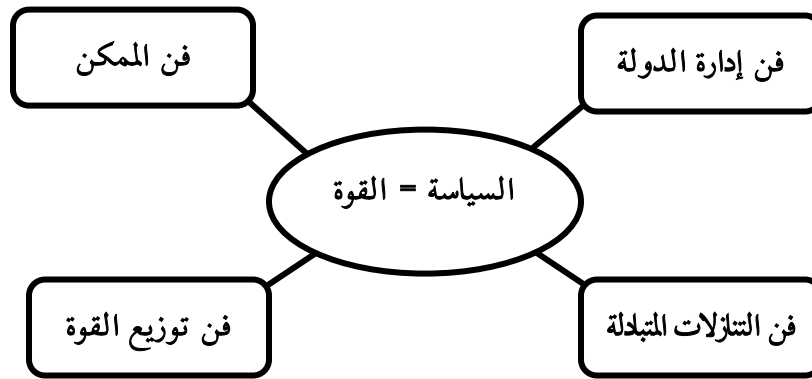 فن إدارة الدولة
فن الممكن
السياسة = القوة
فن التنازلات المتبادلة
فن توزيع القوة